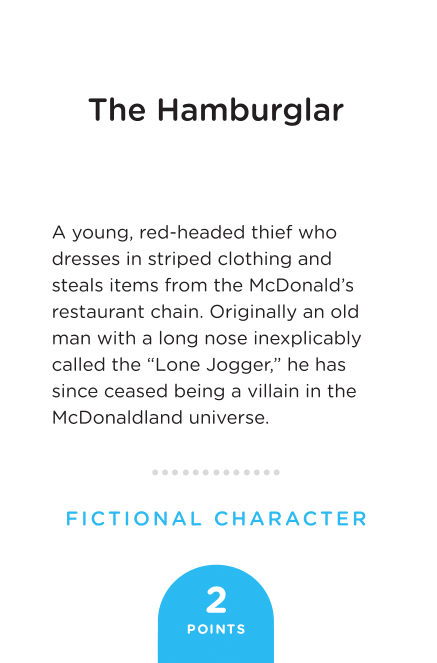 The Hamburglar
A young, red-headed thief who
dresses in striped clothing and
steals items from the McDonald’s
restaurant chain. Originally an old
man with a long nose inexplicably
called the “Lone Jogger,” he has
since ceased being a villain in the
McDonaldland universe.
FICTIONAL CHARACTER
2
POINTS